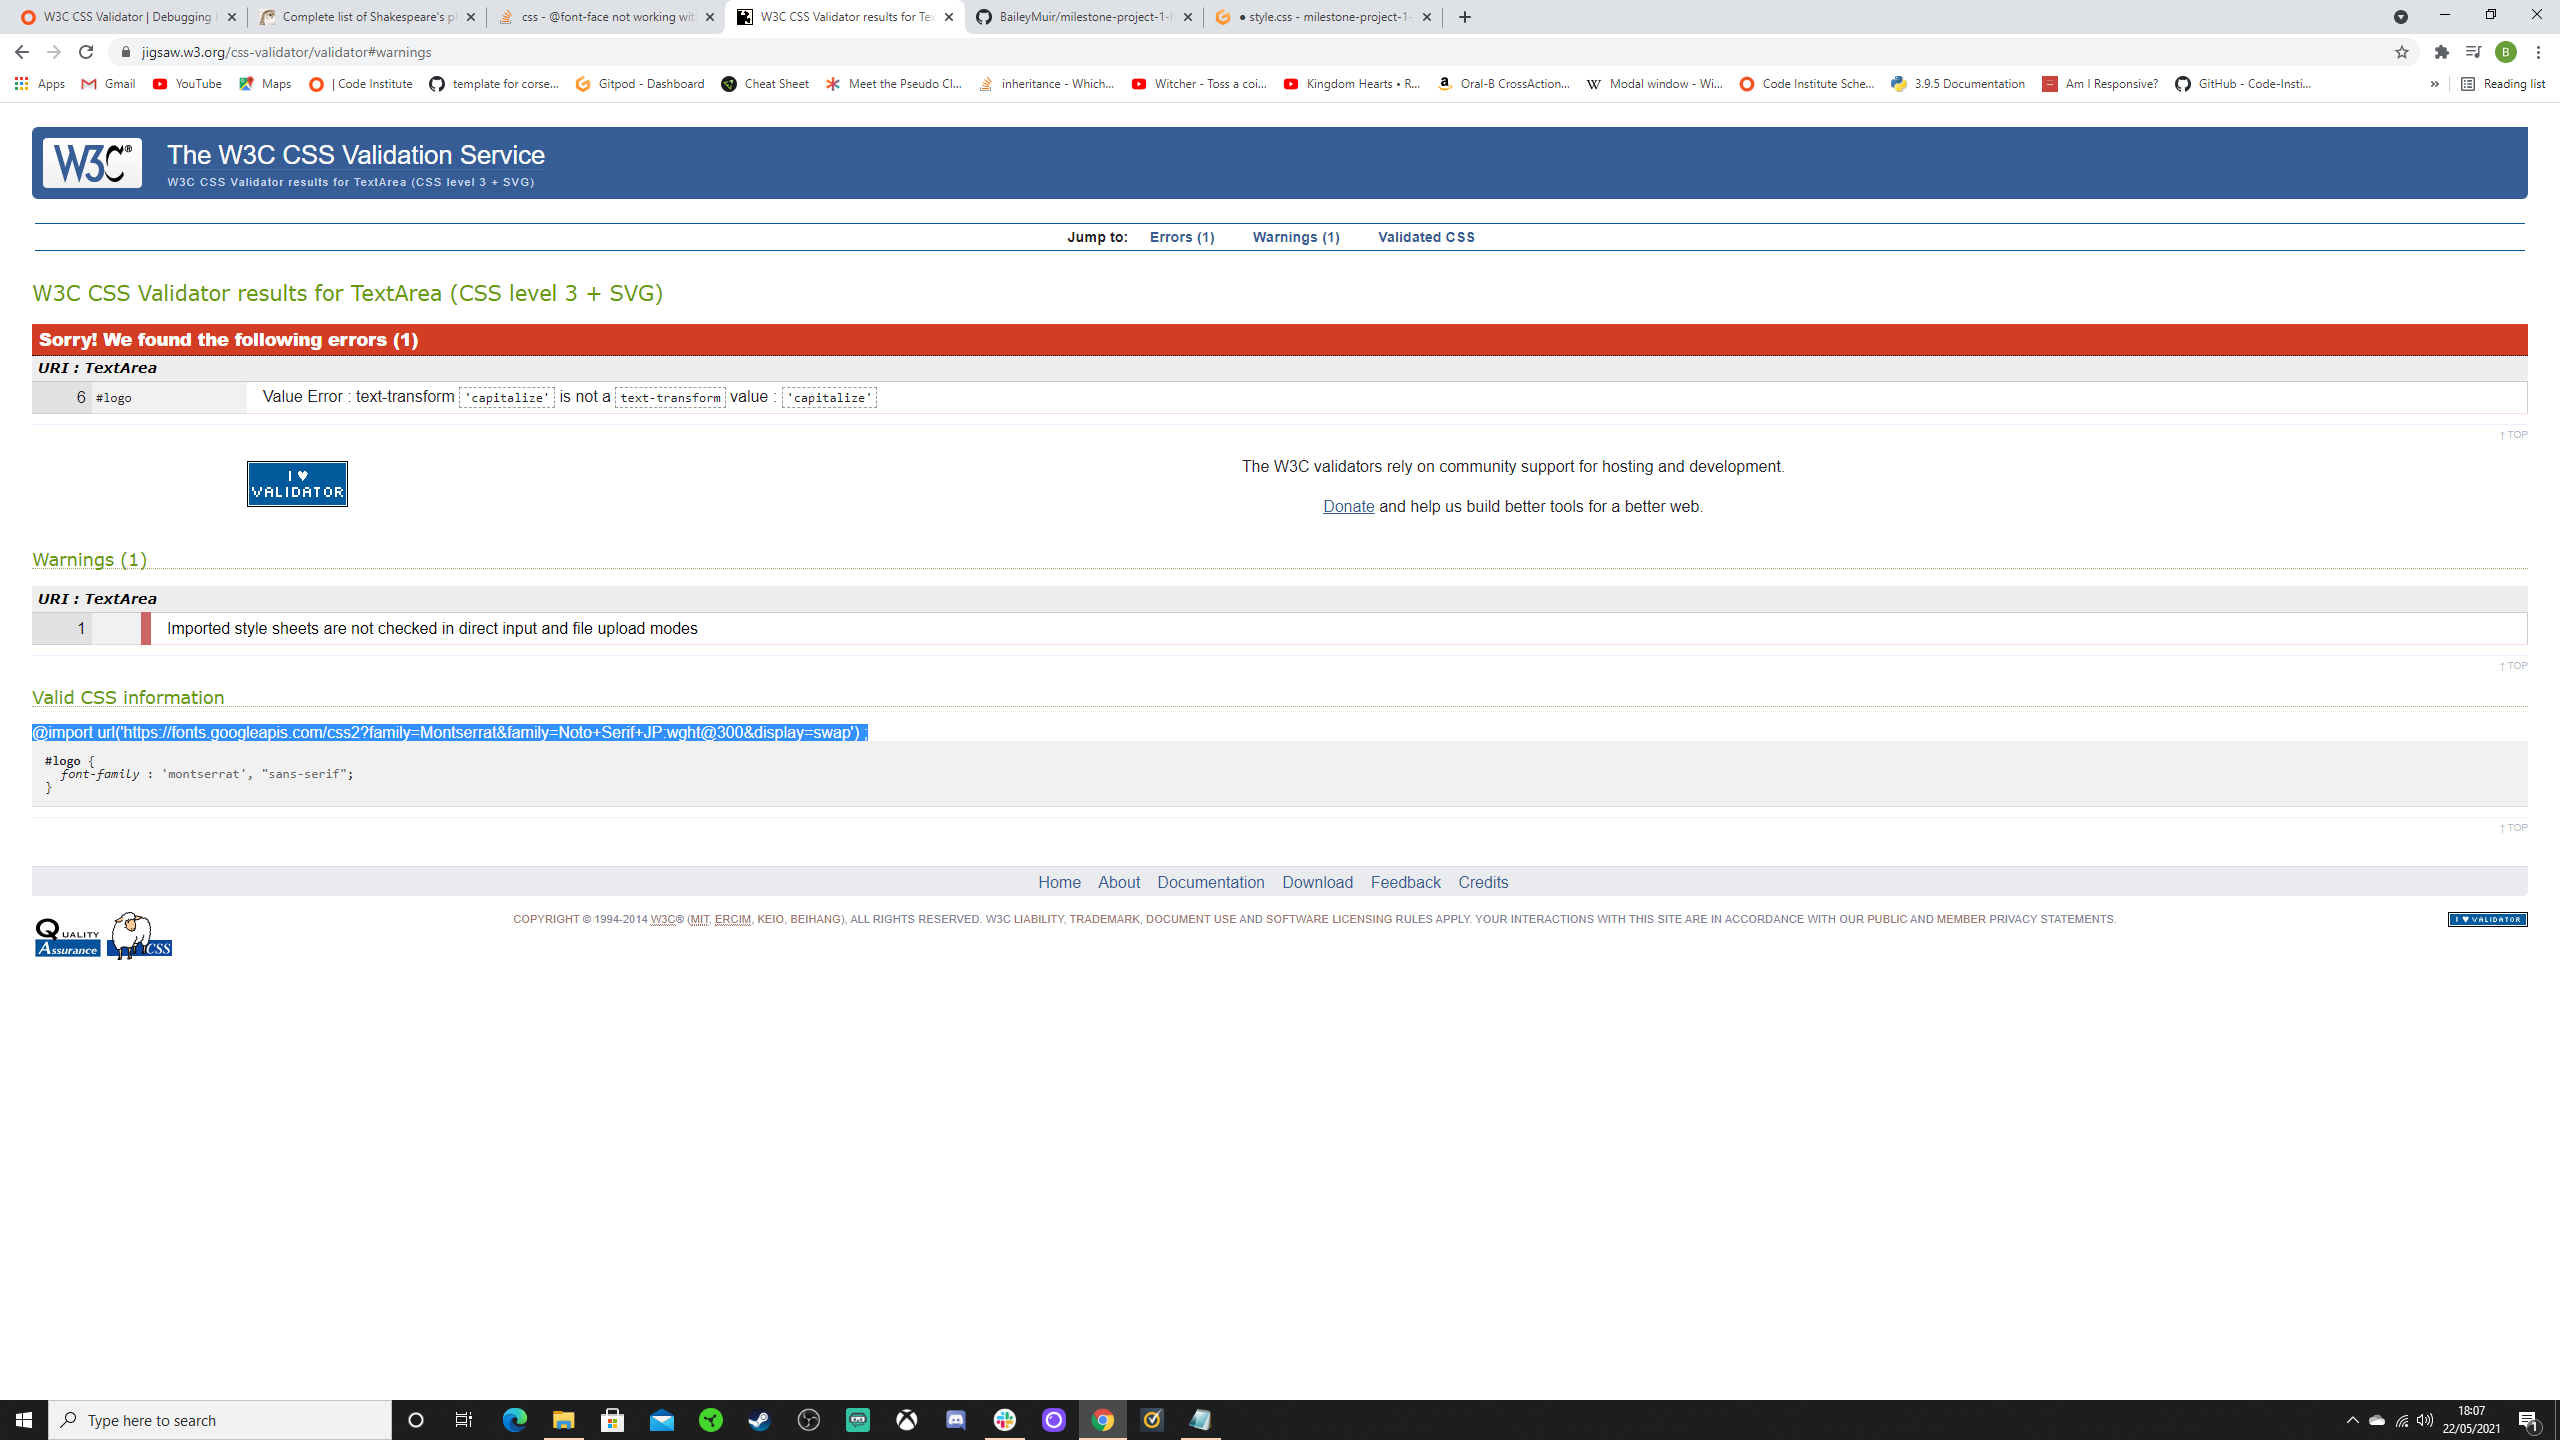 W3C CSS Validator | Debugging
Complete list of Shakespeare's p
css - @font-face not working wit
W3C CSS Validator results for Te
BaileyMuir/milestone-project-1-
● style.css - milestone-project-1-
jigsaw.w3.org/css-validator/validator#warnings
B
Apps
Gmail
YouTube
Maps
| Code Institute
template for corse...
Gitpod - Dashboard
Cheat Sheet
Meet the Pseudo Cl...
inheritance - Which...
Witcher - Toss a coi...
Kingdom Hearts • R...
Oral-B CrossAction...
Modal window - Wi...
Code Institute Sche...
3.9.5 Documentation
Am I Responsive?
GitHub - Code-Insti...
»
Reading list
W3C®
The W3C CSS Validation Service
W3C CSS Validator results for TextArea (CSS level 3 + SVG)
Jump to: Errors (1) Warnings (1) Validated CSS
W3C CSS Validator results for TextArea (CSS level 3 + SVG)
Sorry! We found the following errors (1)
URI : TextArea
6 #logo Value Error : text-transform 'capitalize' is not a text-transform value : 'capitalize'
↑ TOP
I ♥ VALIDATOR
The W3C validators rely on community support for hosting and development.
Donate and help us build better tools for a better web.
Warnings (1)
URI : TextArea
1 Imported style sheets are not checked in direct input and file upload modes
↑ TOP
Valid CSS information
@import url('https://fonts.googleapis.com/css2?family=Montserrat&family=Noto+Serif+JP:wght@300&display=swap') ;
#logo {
font-family : 'montserrat', "sans-serif";
}
↑ TOP
Home About Documentation Download Feedback Credits
Quality Assurance
CSS
COPYRIGHT © 1994-2014 W3C® (MIT, ERCIM, KEIO, BEIHANG), ALL RIGHTS RESERVED. W3C LIABILITY, TRADEMARK, DOCUMENT USE AND SOFTWARE LICENSING RULES APPLY. YOUR INTERACTIONS WITH THIS SITE ARE IN ACCORDANCE WITH OUR PUBLIC AND MEMBER PRIVACY STATEMENTS.
I ♥ VALIDATOR
Type here to search
18:07
22/05/2021
1